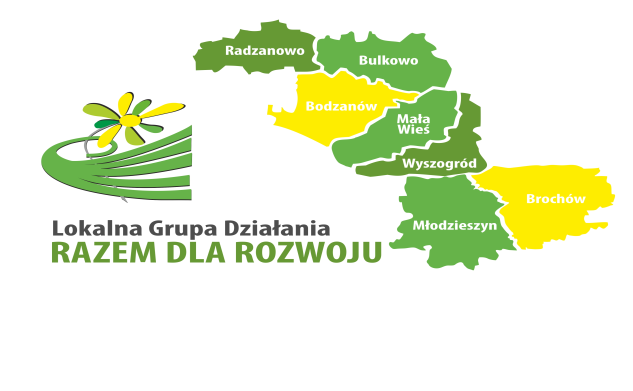 Radzanowo
Bulkowo
Bodzanów
Mała
Wieś
Wyszogród
Brochów
Młodzieszyn
Lokalna Grupa Działania
RAZEM DLA ROZWOJU